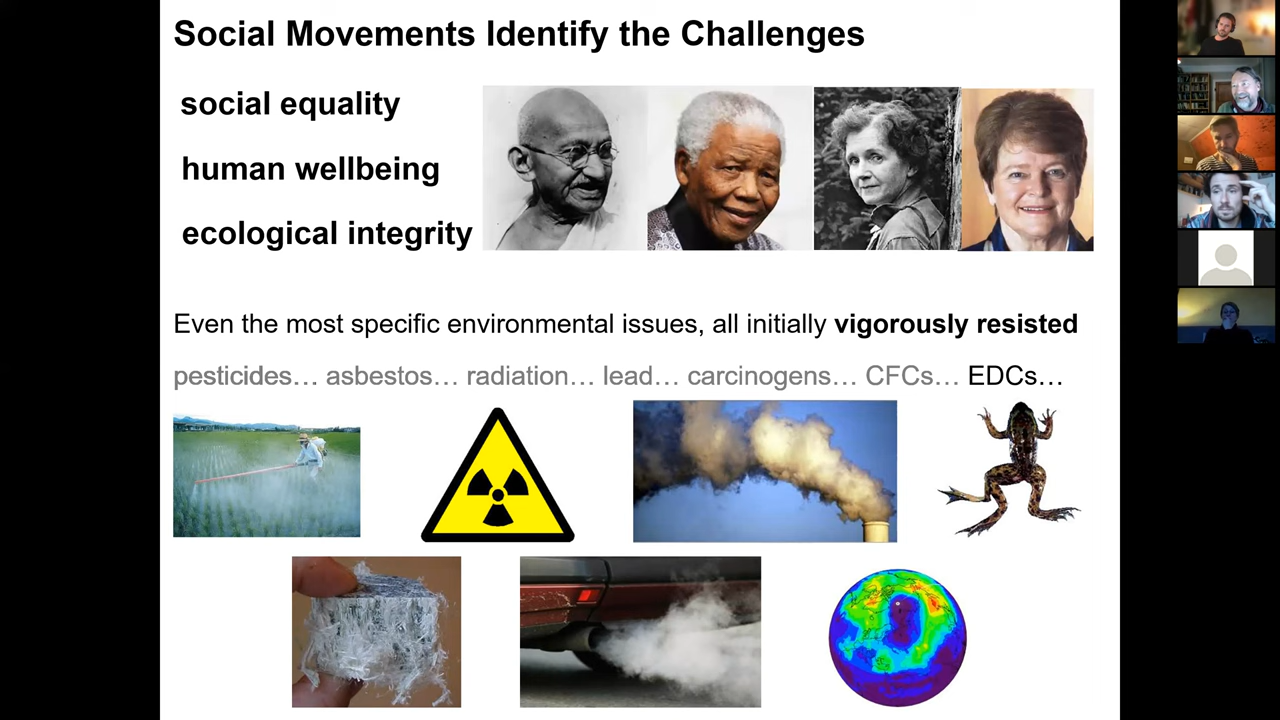 Social Movements Identify the Challenges
social equality
human wellbeing
ecological integrity
Even the most specific environmental issues, all initially vigorously resisted
pesticides… asbestos… radiation… lead… carcinogens… CFCs… EDCs…